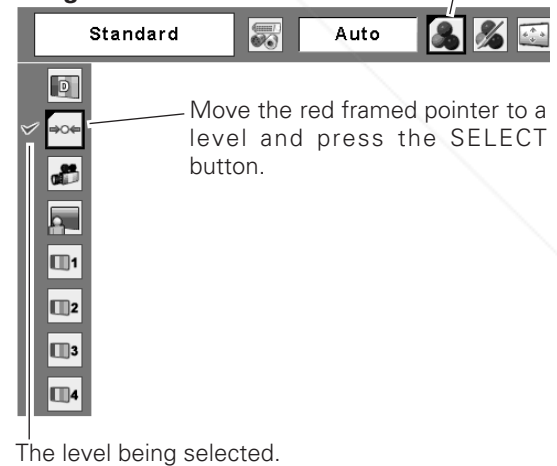 Standard
Auto
D
Move the red framed pointer to a
level and press the SELECT
button.
1
2
3
4
The level being selected.